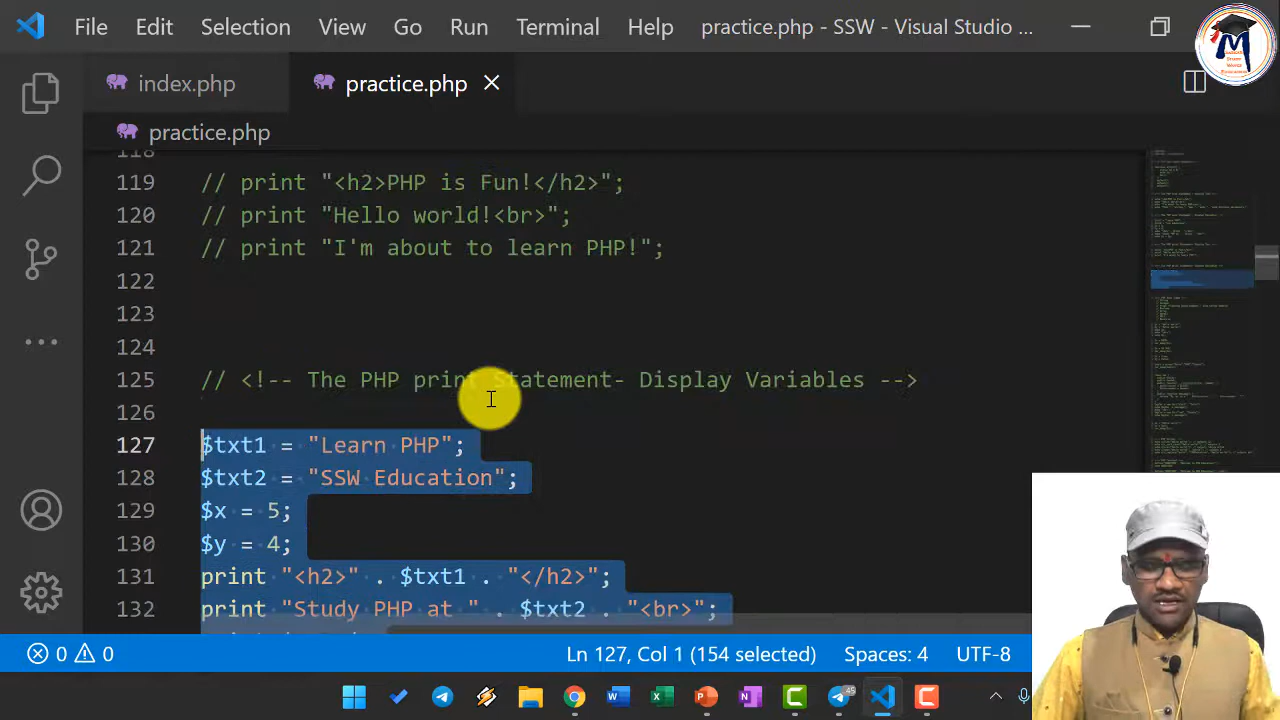 File Edit Selection View Go Run Terminal Help practice.php - SSW - Visual Studio ...
index.php practice.php
practice.php
118
119 // print "<h2>PHP is Fun!</h2>";
120 // print "Hello world!<br>";
121 // print "I'm about to learn PHP!";
122
123
124
125 // <!-- The PHP print Statement- Display Variables -->
126
127 $txt1 = "Learn PHP";
128 $txt2 = "SSW Education";
129 $x = 5;
130 $y = 4;
131 print "<h2>" . $txt1 . "</h2>";
132 print "Study PHP at " . $txt2 . "<br>";
0 0 Ln 127, Col 1 (154 selected) Spaces: 4 UTF-8